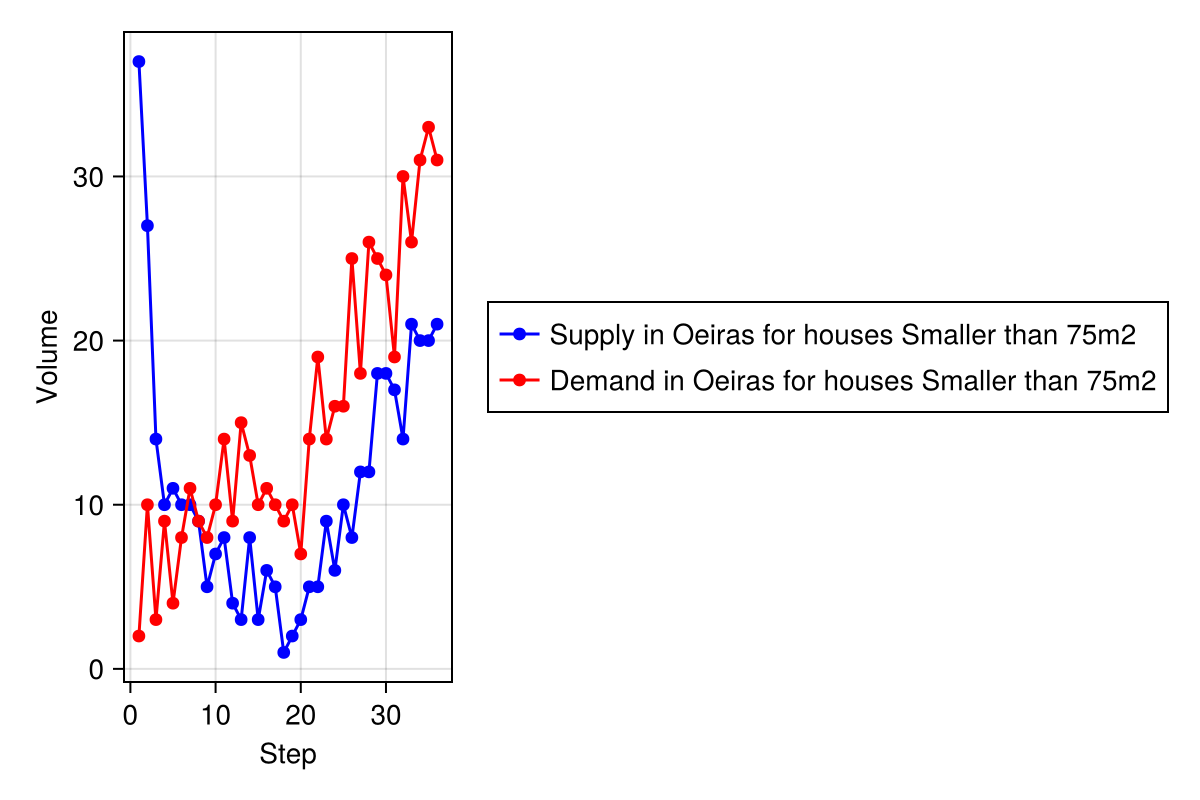 Volume
30
20
10
0
0 10 20 30
Step
Supply in Oeiras for houses Smaller than 75m2
Demand in Oeiras for houses Smaller than 75m2